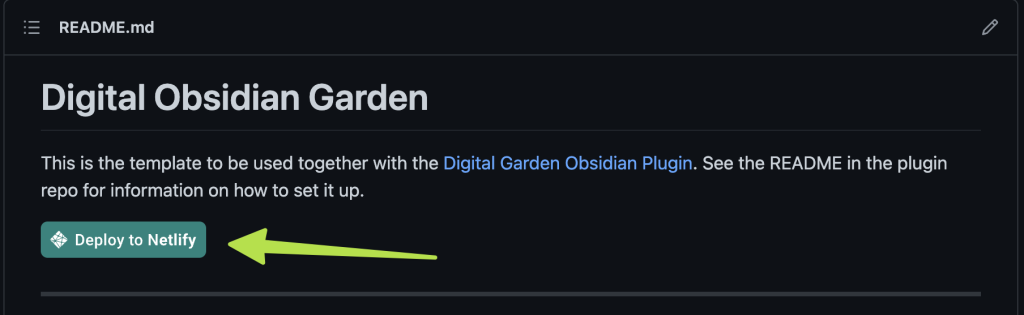 README.md
Digital Obsidian Garden
This is the template to be used together with the Digital Garden Obsidian Plugin. See the README in the plugin
repo for information on how to set it up.
Deploy to Netlify